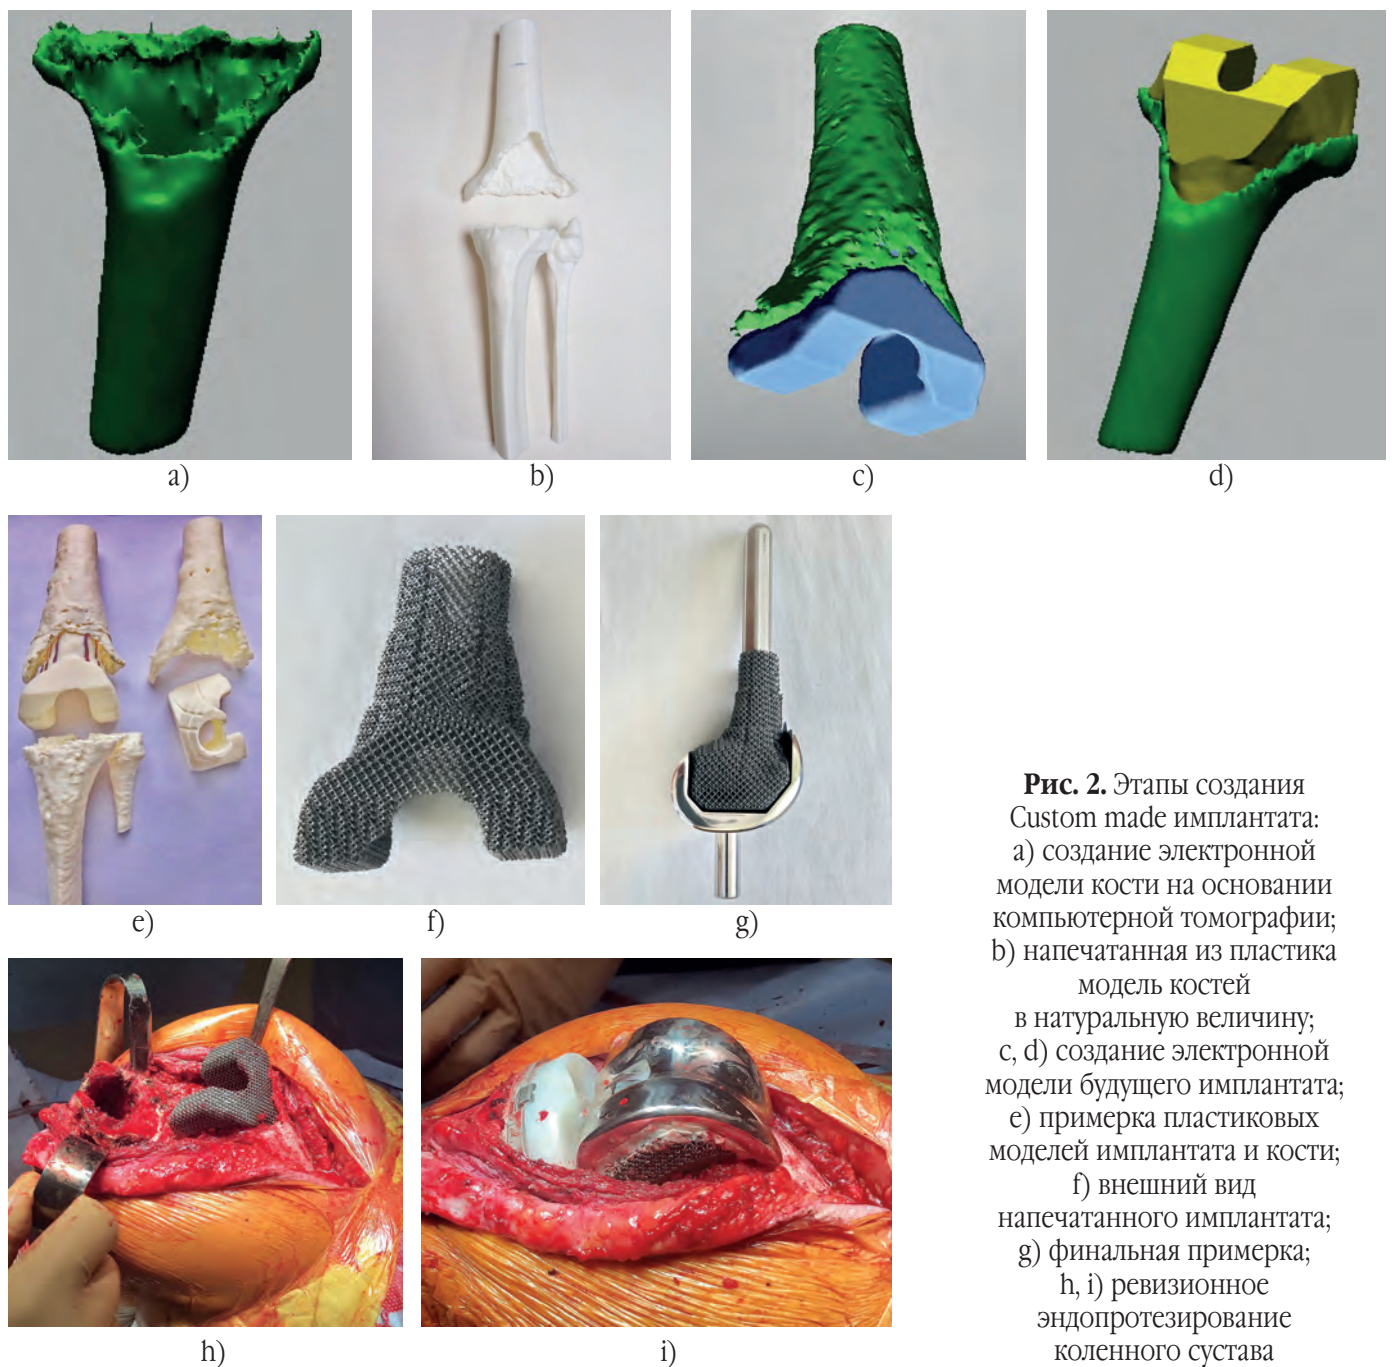 a)
b)
c)
d)
e)
f)
g)
Рис. 2. Этапы создания
Custom made имплантата:
a) создание электронной
модели кости на основании
компьютерной томографии;
b) напечатанная из пластика
модель костей
в натуральную величину;
c, d) создание электронной
модели будущего имплантата;
e) примерка пластиковых
моделей имплантата и кости;
f) внешний вид
напечатанного имплантата;
g) финальная примерка;
h, i) ревизионное
эндопротезирование
коленного сустава
h)
i)